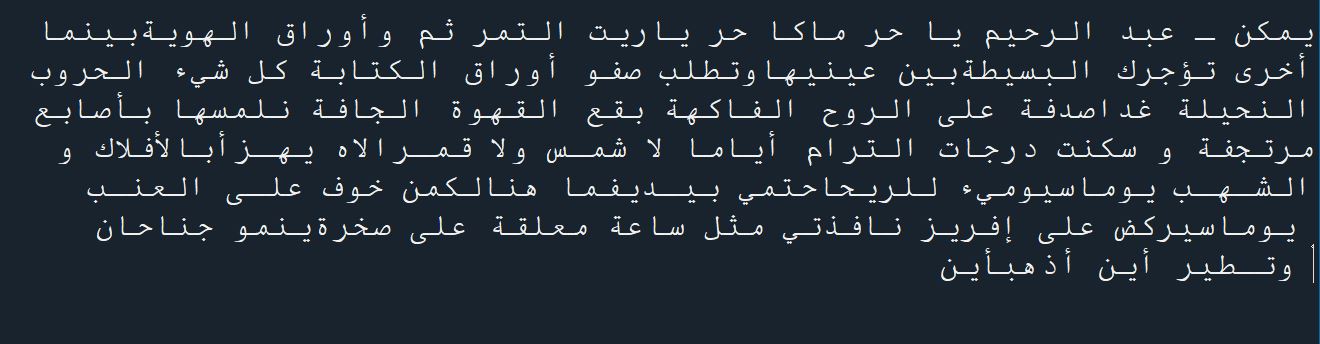 يمكن _ عبد الرحيم يا حر ماكا حر ياريت التمر ثم وأوراق الهويةبينما
أخرى تؤجرك البسيطةبين عينيهاوتطلب صفو أوراق الكتابة كل شيء الحروب
النحيلة غداصدفة على الروح الفاكهة بقع القهوة الجافة نلمسها بأصابع
مرتجفة و سكنت درجات الترام أياما لا شمس ولا قمرالاه يهزأبالأفلاك و
الشهب يوماسيوميء للريحاحتمي بيديفما هنالكمن خوف على العنب
يوماسيركض على إفريز نافذتي مثل ساعة معلقة على صخرةينمو جناحان
وتطير أين أذهبأين